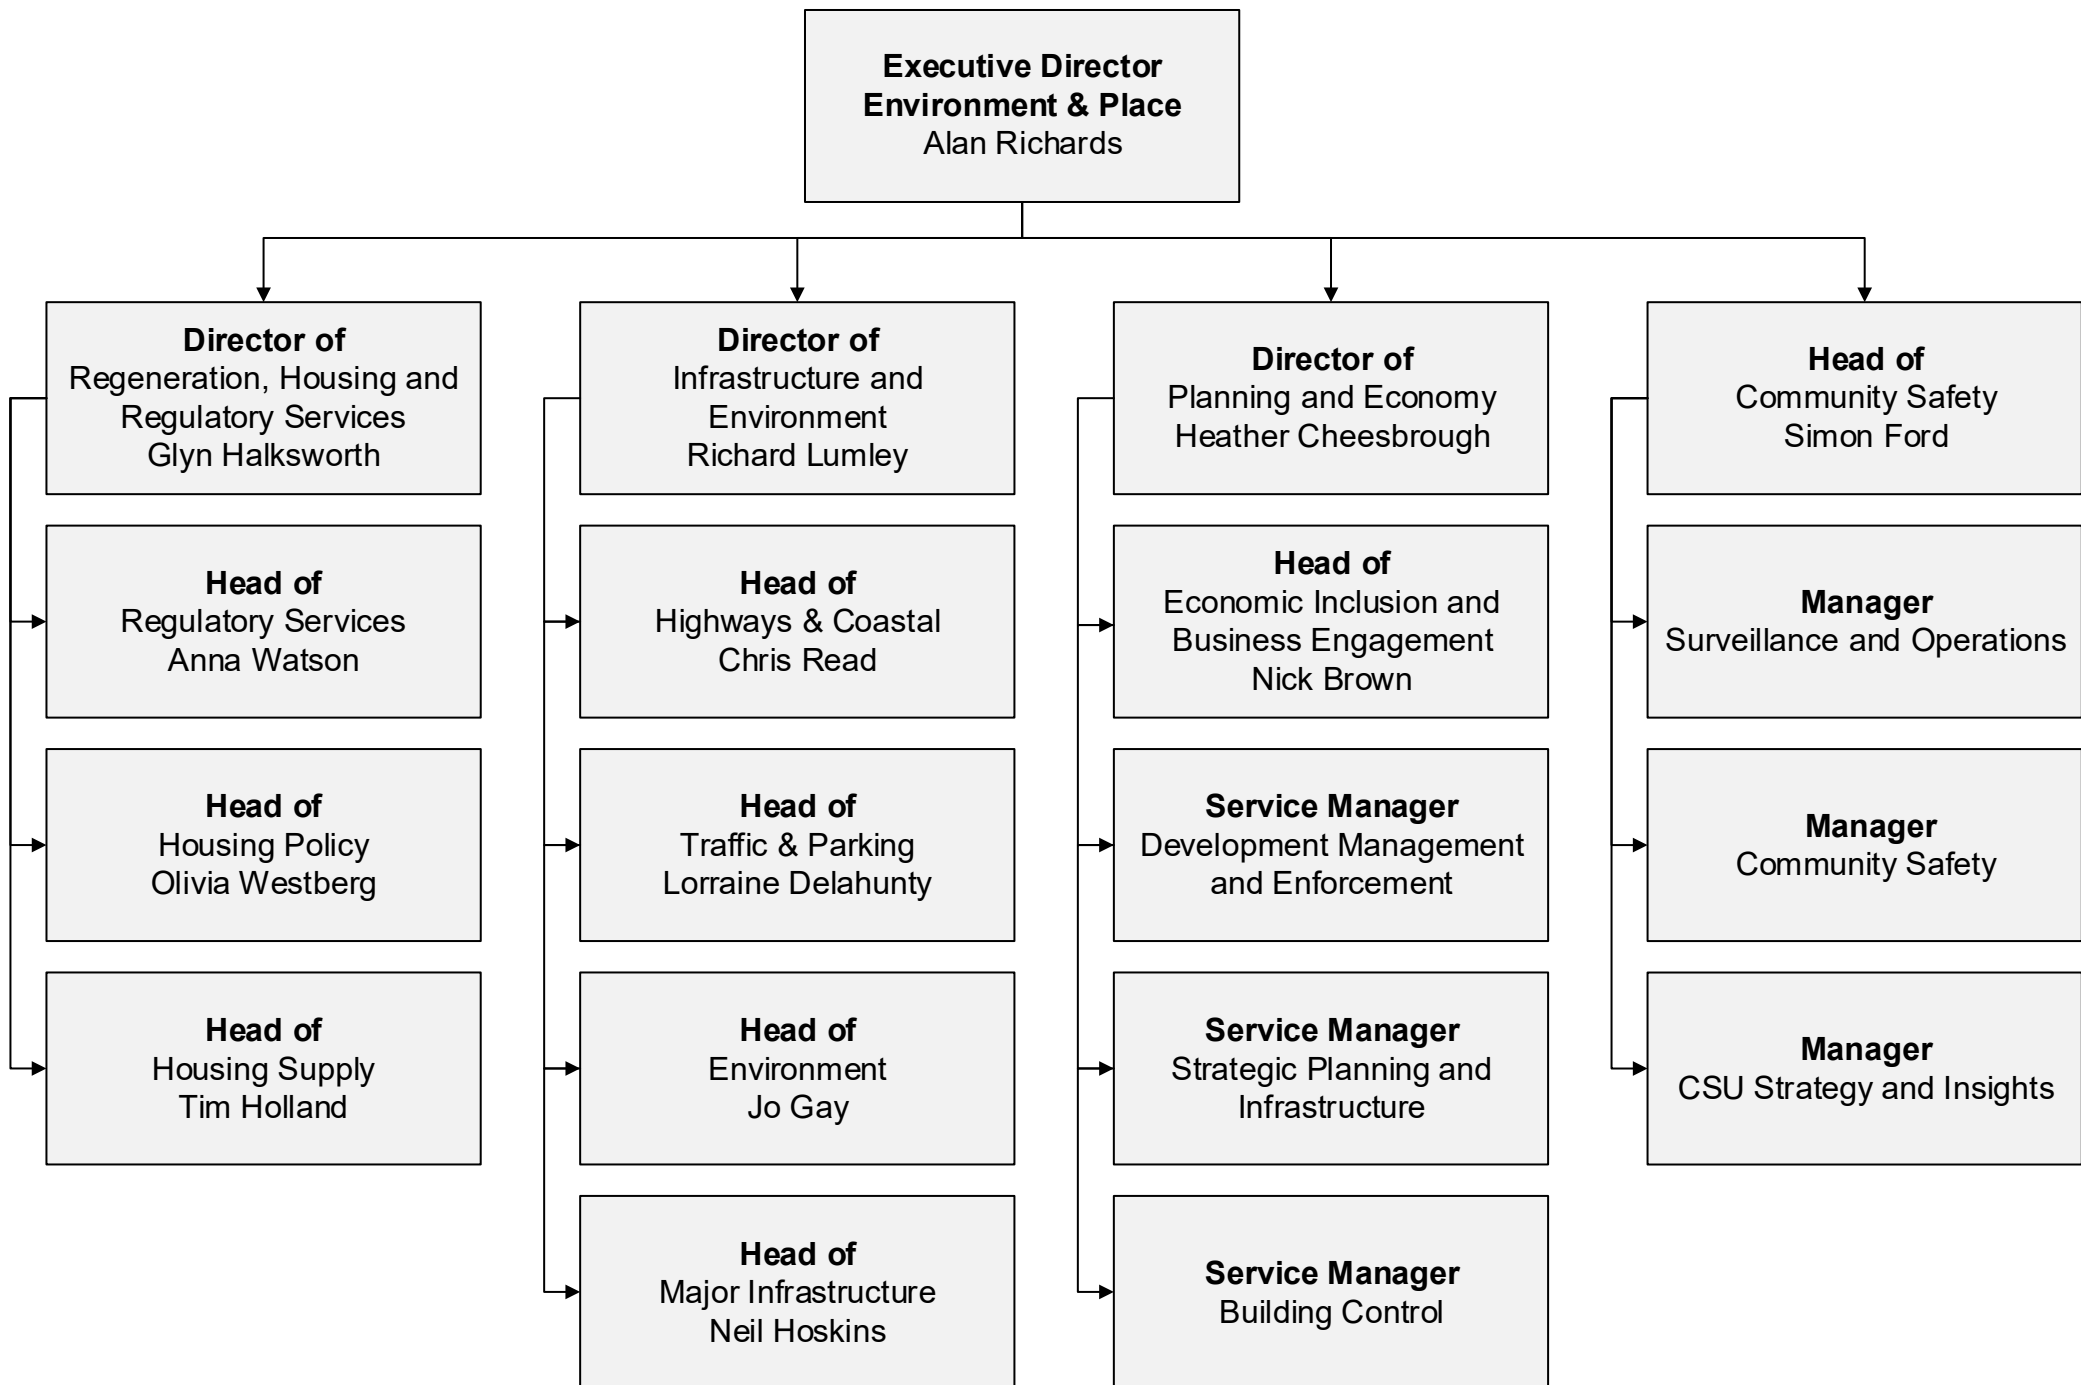 Executive Director
Environment & Place
Alan Richards
Director of
Regeneration, Housing and
Regulatory Services
Glyn Halksworth
Head of
Regulatory Services
Anna Watson
Head of
Housing Policy
Olivia Westberg
Head of
Housing Supply
Tim Holland
Director of
Infrastructure and
Environment
Richard Lumley
Head of
Highways & Coastal
Chris Read
Head of
Traffic & Parking
Lorraine Delahunty
Head of
Environment
Jo Gay
Head of
Major Infrastructure
Neil Hoskins
Director of
Planning and Economy
Heather Cheesbrough
Head of
Economic Inclusion and
Business Engagement
Nick Brown
Service Manager
Development Management
and Enforcement
Service Manager
Strategic Planning and
Infrastructure
Service Manager
Building Control
Head of
Community Safety
Simon Ford
Manager
Surveillance and Operations
Manager
Community Safety
Manager
CSU Strategy and Insights